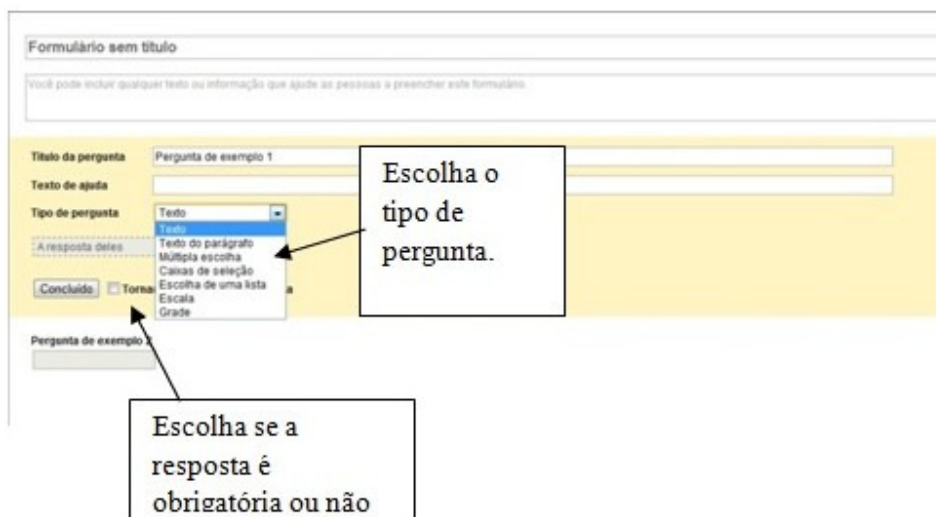 Formulário sem título
Você pode incluir qualquer texto ou informação que ajude as pessoas a preencher este formulário.
Título da pergunta Pergunta de exemplo 1
Texto de ajuda
Tipo de pergunta Texto
Texto
Texto do parágrafo
Múltipla escolha
Caixas de seleção
Escolha de uma lista
Escala
Grade
A resposta deles
Concluído
Pergunta de exemplo
Escolha o
tipo de
pergunta.
Escolha se a
resposta é
obrigatória ou não